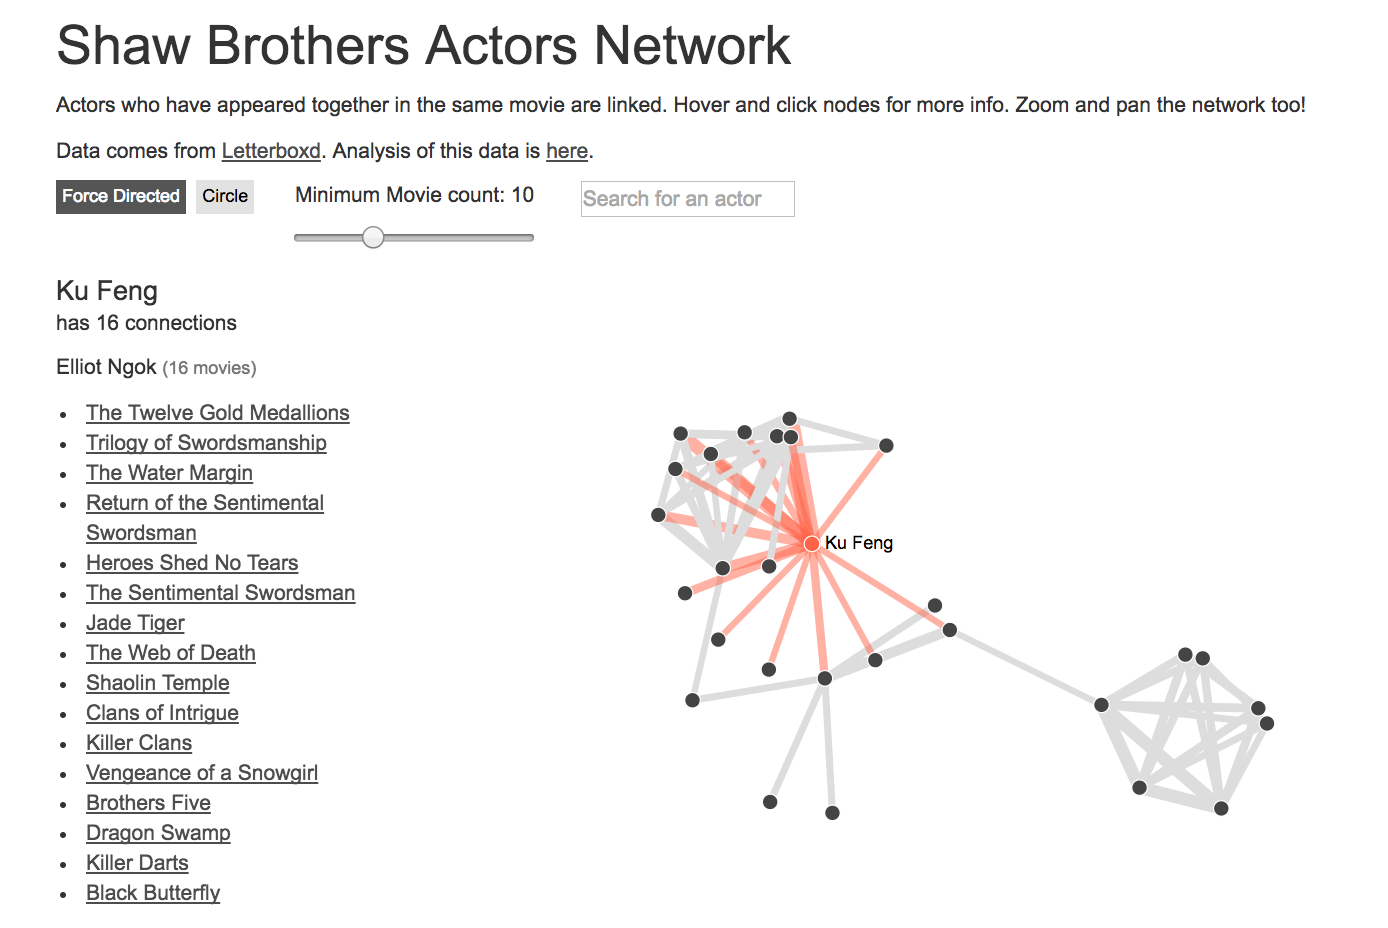 Shaw Brothers Actors Network
Actors who have appeared together in the same movie are linked. Hover and click nodes for more info. Zoom and pan the network too!
Data comes from Letterboxd. Analysis of this data is here.
Force Directed
Circle
Minimum Movie count: 10
Search for an actor
Ku Feng
has 16 connections
Elliot Ngok (16 movies)
• The Twelve Gold Medallions
• Trilogy of Swordsmanship
• The Water Margin
• Return of the Sentimental
Swordsman
• Heroes Shed No Tears
• The Sentimental Swordsman
• Jade Tiger
• The Web of Death
• Shaolin Temple
• Clans of Intrigue
• Killer Clans
• Vengeance of a Snowgirl
• Brothers Five
• Dragon Swamp
• Killer Darts
• Black Butterfly
Ku Feng